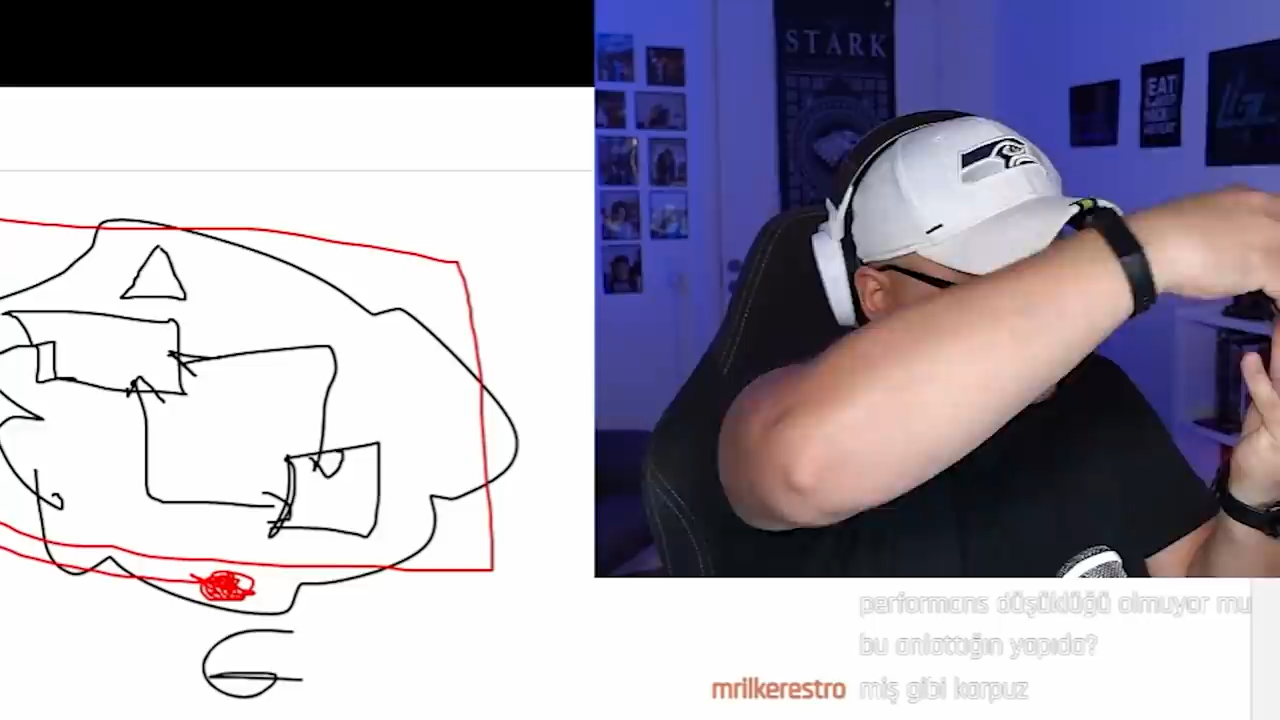 STARK
EAT
performans düşüklüğü olmuyor mu
bu anlattığın yapıda?
mrilkerestro miş gibi karpuz